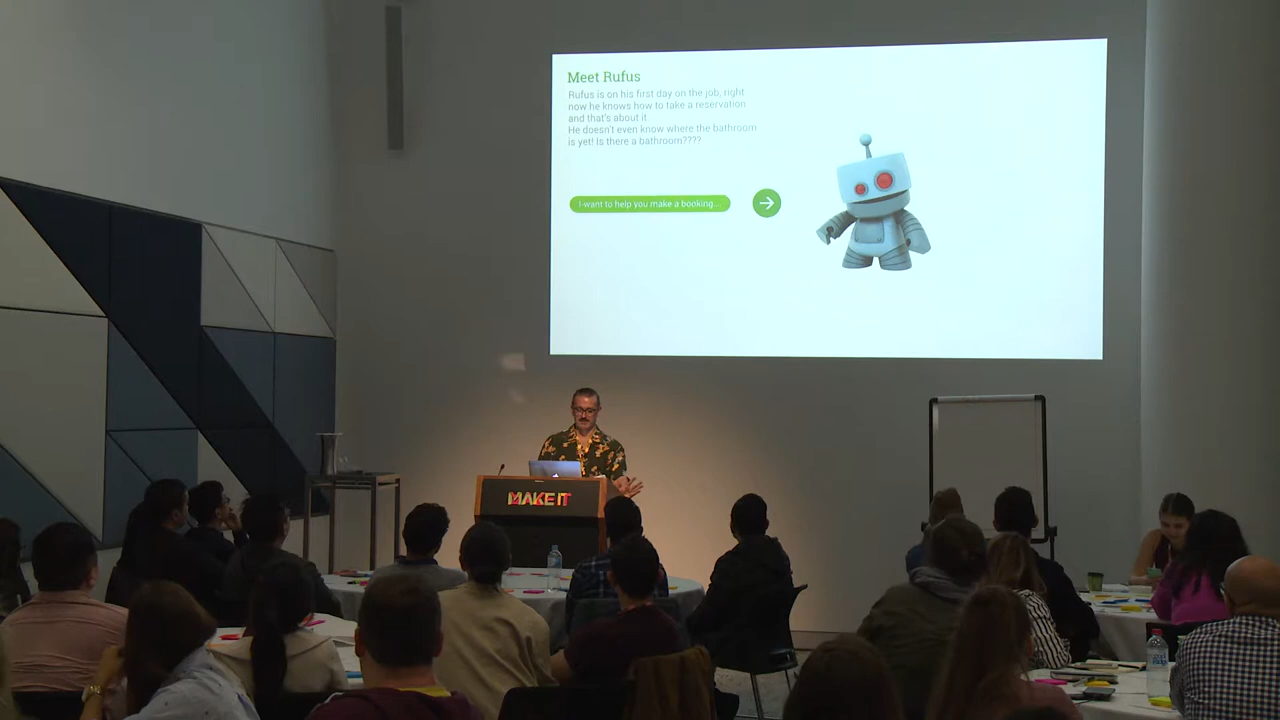 Meet Rufus
Rufus is on his first day on the job, right
now he knows how to take a reservation
and that's about it
He doesn't even know where the bathroom
is yet! Is there a bathroom????
I-want to help you make a booking...
MAKE IT